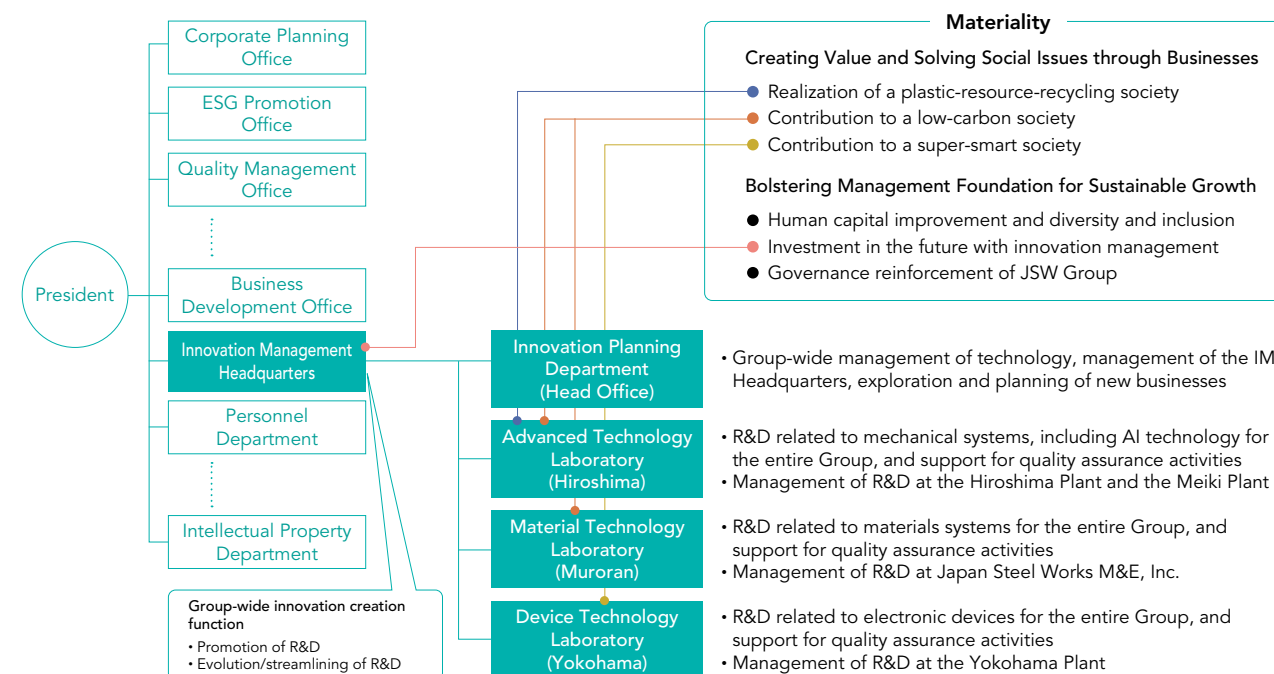 President
Corporate Planning
Office
ESG Promotion
Office
Quality Management
Office
Business
Development Office
Innovation Management
Headquarters
Personnel
Department
Intellectual Property
Department
Group-wide innovation creation
function
• Promotion of R&D
• Evolution/streamlining of R&D
Materiality
Creating Value and Solving Social Issues through Businesses
● Realization of a plastic-resource-recycling society
● Contribution to a low-carbon society
● Contribution to a super-smart society
Bolstering Management Foundation for Sustainable Growth
● Human capital improvement and diversity and inclusion
● Investment in the future with innovation management
● Governance reinforcement of JSW Group
Innovation Planning
Department
(Head Office)
• Group-wide management of technology, management of the IM
Headquarters, exploration and planning of new businesses
Advanced Technology
Laboratory
(Hiroshima)
• R&D related to mechanical systems, including AI technology for
the entire Group, and support for quality assurance activities
• Management of R&D at the Hiroshima Plant and the Meiki Plant
Material Technology
Laboratory
(Muroran)
• R&D related to materials systems for the entire Group, and
support for quality assurance activities
• Management of R&D at Japan Steel Works M&E, Inc.
Device Technology
Laboratory
(Yokohama)
• R&D related to electronic devices for the entire Group, and
support for quality assurance activities
• Management of R&D at the Yokohama Plant